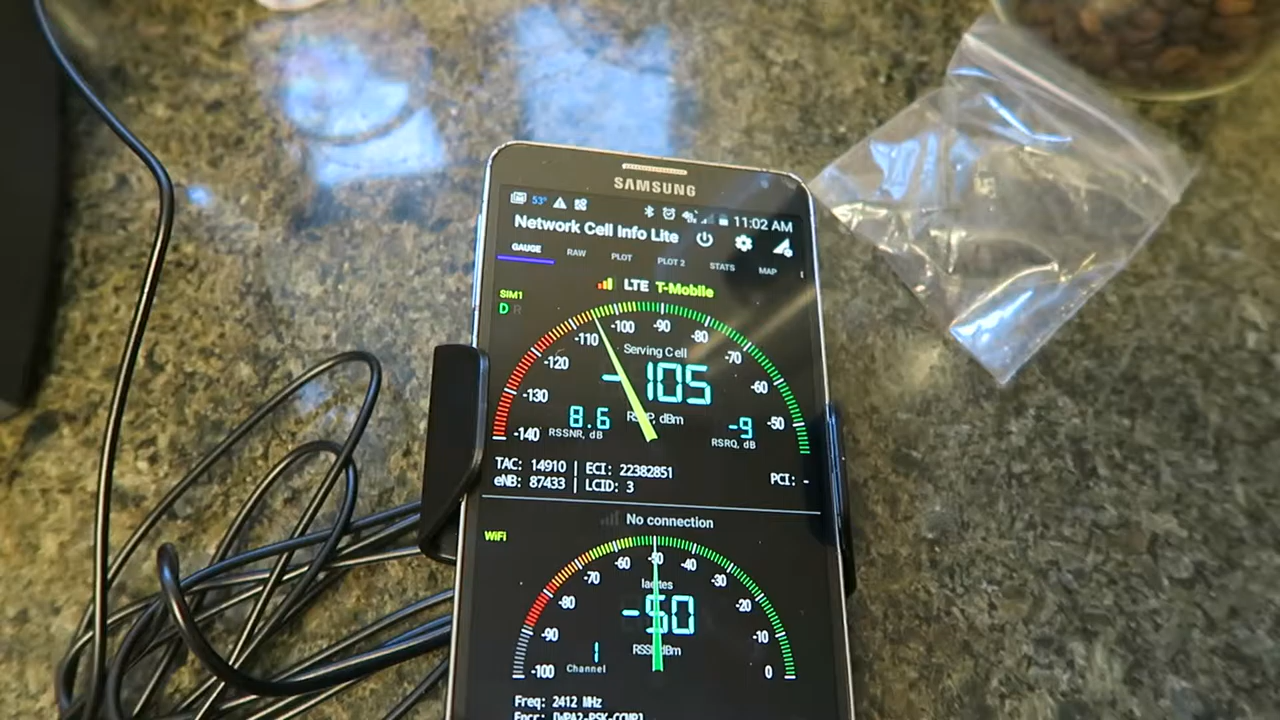 SAMSUNG
53° 11:02 AM
Network Cell Info Lite
GAUGE RAW PLOT PLOT 2 STATS MAP
LTE T-Mobile
SIM1
D R
-140 -130 -120 -110 -100 -90 -80 -70 -60 -50
Serving Cell
-105
8.6 -9
RSSNR, dB RSRQ, dB
dBm
TAC: 14910 | ECI: 22382851
PCI: -
eNB: 87433 | LCID: 3
No connection
WiFi
-100 -90 -80 -70 -60 -50 -40 -30 -20 -10 0
-50
1
Channel
dBm
Freq: 2412 MHz